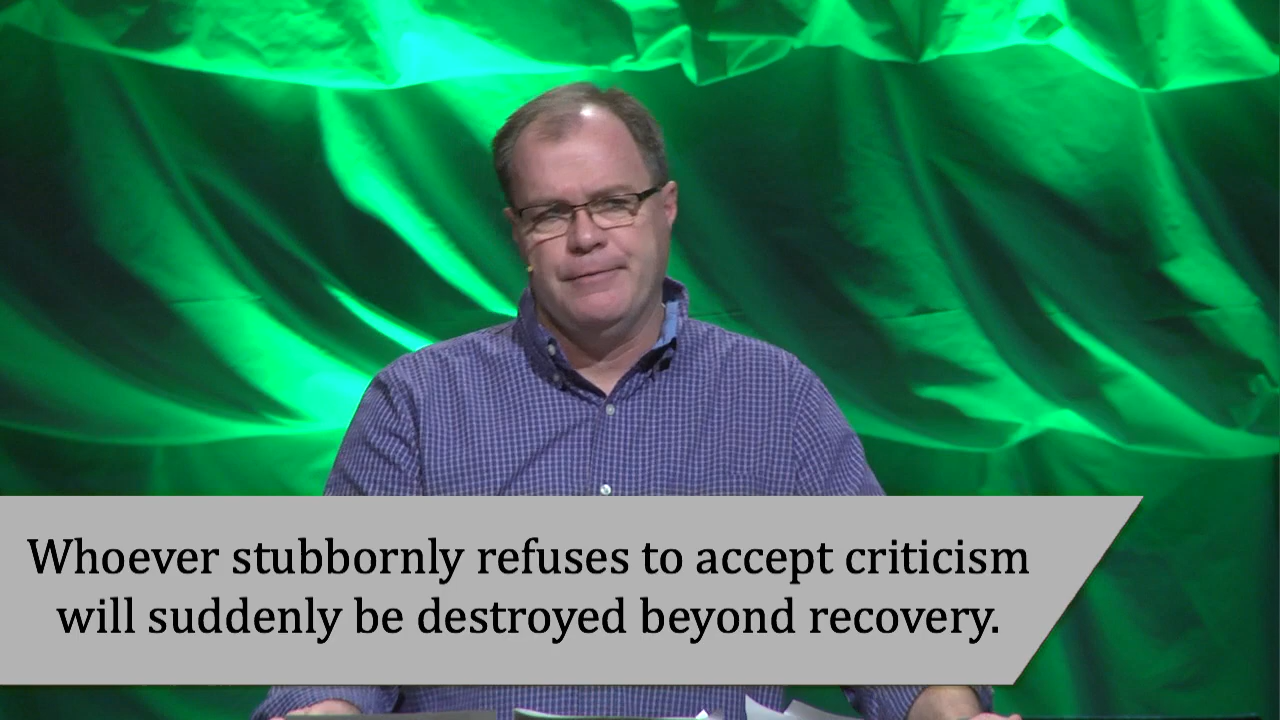 Whoever stubbornly refuses to accept criticism
will suddenly be destroyed beyond recovery.